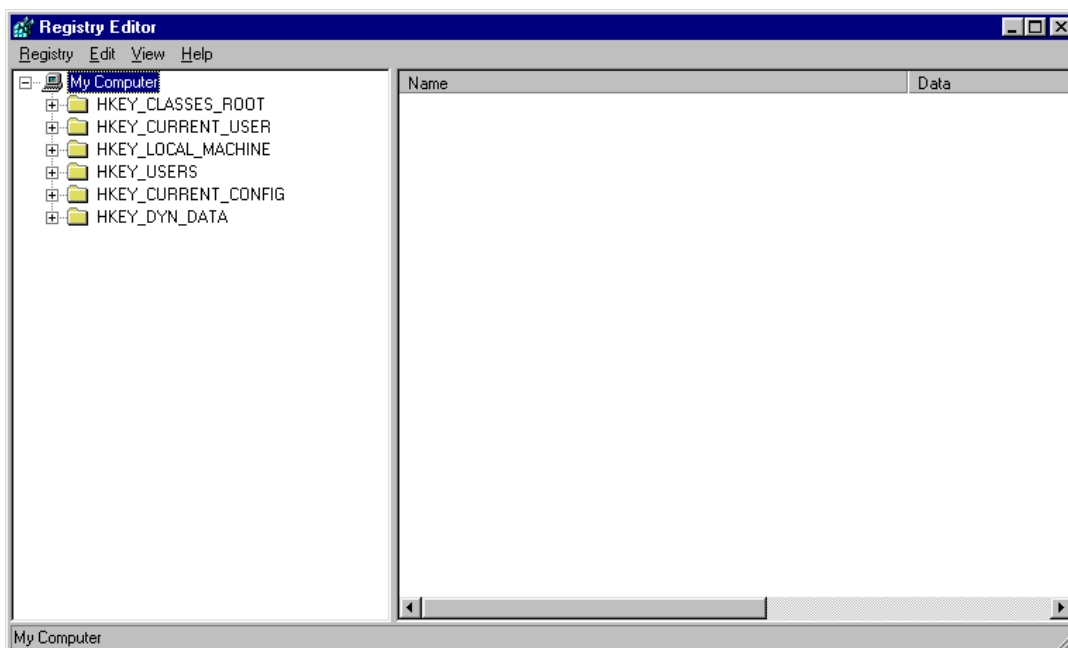 Registry Editor
Registry Edit View Help
My Computer
HKEY_CLASSES_ROOT
HKEY_CURRENT_USER
HKEY_LOCAL_MACHINE
HKEY_USERS
HKEY_CURRENT_CONFIG
HKEY_DYN_DATA
Name Data
My Computer